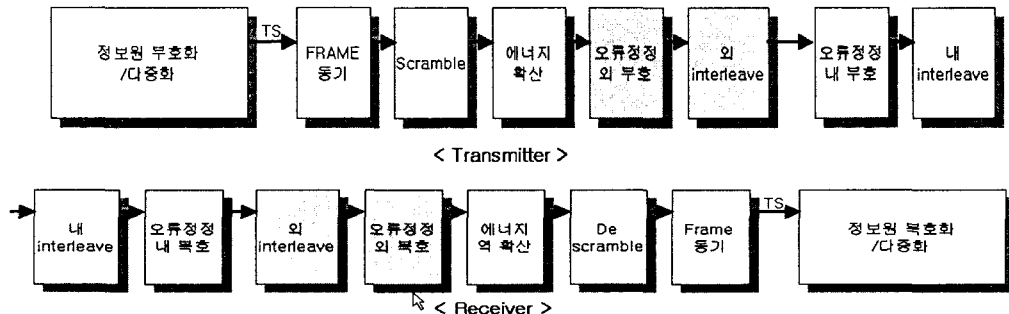 정보원 부호화
/다중화
TS
FRAME
동기
Scramble
에너지
확산
오류정정
외 부호
외
interleave
오류정정
내 부호
내
interleave
< Transmitter >
내
interleave
오류정정
내 복호
외
interleave
오류정정
외 복호
에너지
역 확산
De
scramble
Frame
동기
TS
정보원 복호화
/다중화
< Receiver >